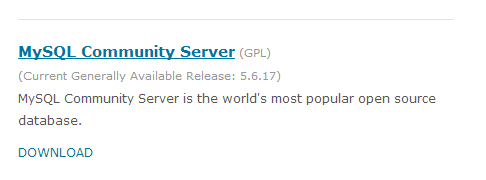 MySQL Community Server (GPL)
(Current Generally Available Release: 5.6.17)
MySQL Community Server is the world's most popular open source
database.
DOWNLOAD